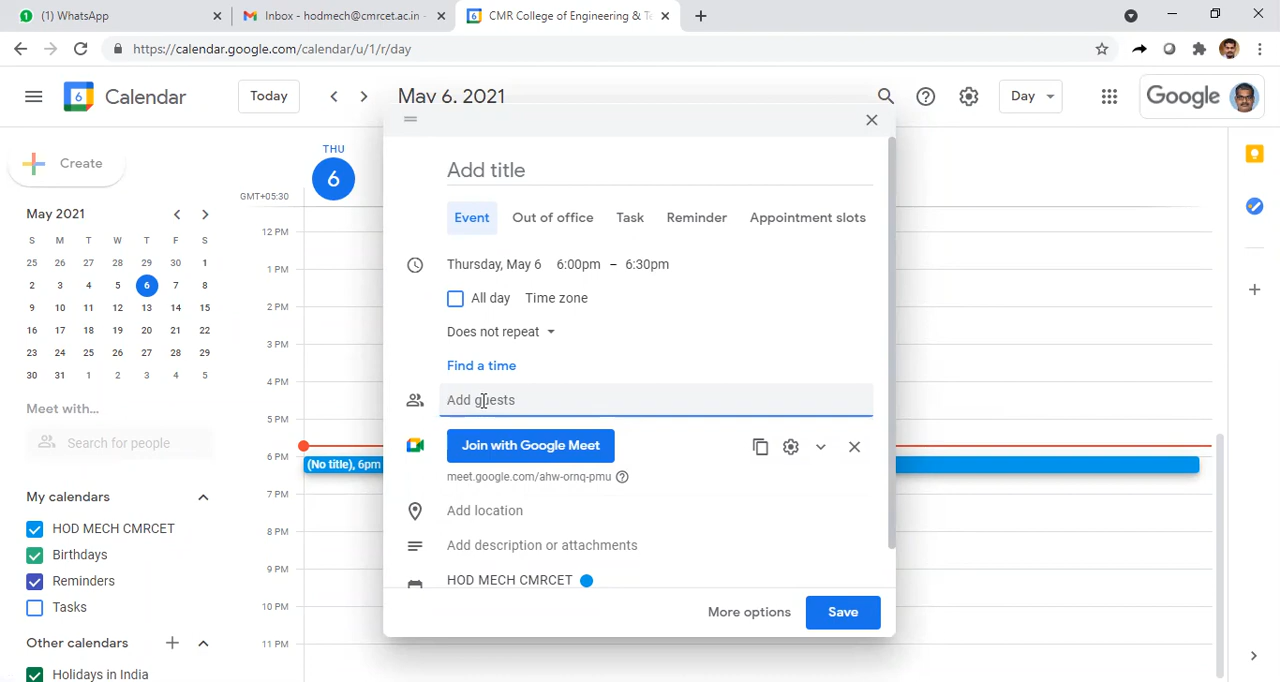 (1) WhatsApp
Inbox - hodmech@cmrcet.ac.in -
CMR College of Engineering & Te
https://calendar.google.com/calendar/u/1/r/day
Calendar
Today
May 6, 2021
Day
Google
Create
May 2021
S M T W T F S
25 26 27 28 29 30 1
2 3 4 5 6 7 8
9 10 11 12 13 14 15
16 17 18 19 20 21 22
23 24 25 26 27 28 29
30 31 1 2 3 4 5
Meet with...
Search for people
My calendars
HOD MECH CMRCET
Birthdays
Reminders
Tasks
Other calendars
Holidays in India
THU
6
GMT+05:30
12 PM
1 PM
2 PM
3 PM
4 PM
5 PM
6 PM
7 PM
8 PM
9 PM
10 PM
11 PM
(No title), 6pm
Add title
Event Out of office Task Reminder Appointment slots
Thursday, May 6 6:00pm – 6:30pm
All day Time zone
Does not repeat
Find a time
Add guests
Join with Google Meet
meet.google.com/ahw-ornq-pmu
Add location
Add description or attachments
HOD MECH CMRCET
More options
Save